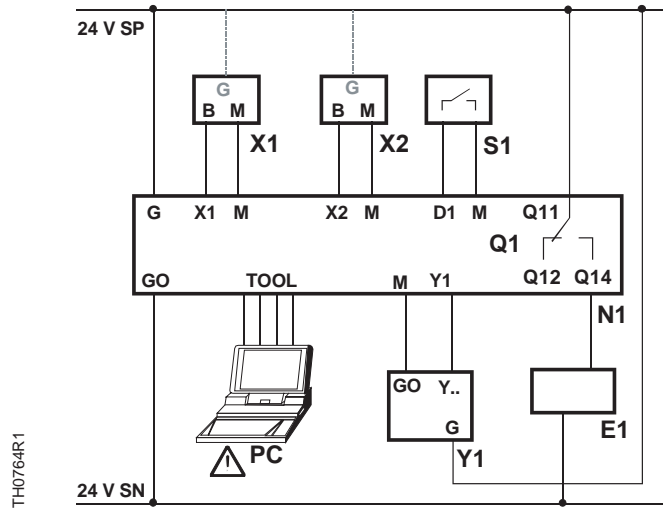 24 V SP
G G
B M B M
X1 X2 S1
G X1 M X2 M D1 M Q11
Q1
Q12 Q14
GO TOOL M Y1
N1
GO Y..
G
E1
PC Y1
24 V SN
TH0764R1